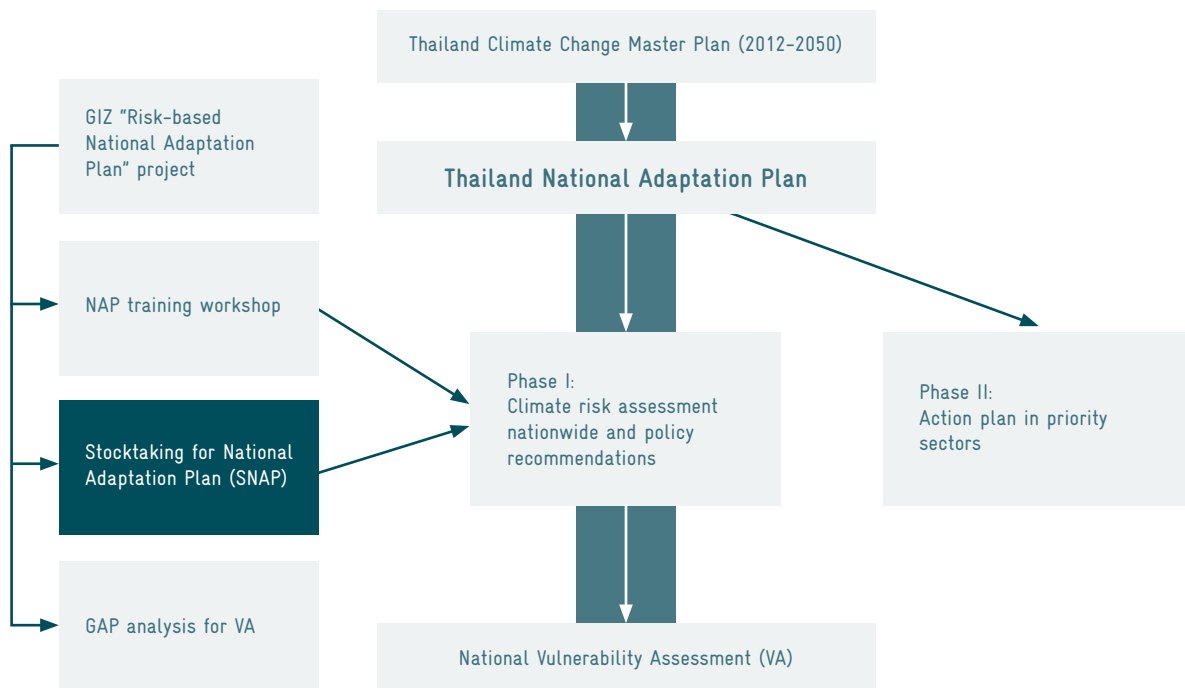 Thailand Climate Change Master Plan (2012-2050)
GIZ "Risk-based
National Adaptation
Plan" project
Thailand National Adaptation Plan
NAP training workshop
Stocktaking for National
Adaptation Plan (SNAP)
Phase I:
Climate risk assessment
nationwide and policy
recommendations
Phase II:
Action plan in priority
sectors
GAP analysis for VA
National Vulnerability Assessment (VA)